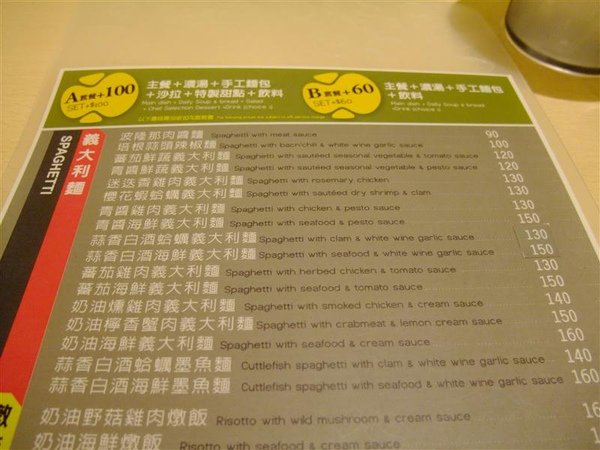 A套餐+100
SET+$100
主餐+濃湯+手工麵包
+沙拉+特製甜點+飲料
Main dish + Daily Soup & bread + Salad
+ Chef Selection Dessert +Drink (choice 1)
B套餐+60
SET+$60
主餐+濃湯+手工麵包
+飲料
Main dish + Daily Soup & bread
+Drink (choice 1)
義大利麵
SPAGHETTI
波隆那肉醬麵 Spaghetti with meat sauce 90
培根蒜頭辣椒麵 Spaghetti with bacn'chili & white wine garlic sauce 100
蕃茄鮮蔬義大利麵 Spaghetti with sautéed seasonal vegetable & tomato sauce 120
青醬鮮蔬義大利麵 Spaghetti with sautéed seasonal vegetable & pesto sauce 120
迷迭香雞肉義大利麵 Spaghetti with rosemary chicken 130
櫻花蝦蛤蠣義大利麵 Spaghetti with sautéed dry shrimp & clam 130
青醬雞肉義大利麵 Spaghetti with chicken & pesto sauce 130
青醬海鮮義大利麵 Spaghetti with seafood & pesto sauce 150
蒜香白酒蛤蠣義大利麵 Spaghetti with clam & white wine garlic sauce 130
蒜香白酒海鮮義大利麵 Spaghetti with seafood & white wine garlic sauce 150
蕃茄雞肉義大利麵 Spaghetti with herbed chicken & tomato sauce 130
蕃茄海鮮義大利麵 Spaghetti with seafood & tomato sauce 150
奶油燻雞肉義大利麵 Spaghetti with smoked chicken & cream sauce 140
奶油檸香蟹肉義大利麵 Spaghetti with crabmeat & lemon cream sauce 150
奶油海鮮義大利麵 Spaghetti with seafood & cream sauce 160
蒜香白酒蛤蠣墨魚麵 Cuttlefish spaghetti with clam & white wine garlic sauce 140
蒜香白酒海鮮墨魚麵 Cuttlefish spaghetti with seafood & white wine garlic sauce 160
奶油野菇雞肉燉飯 Risotto with wild mushroom & cream sauce
奶油海鮮燉飯 Risotto with seafood & cream sauce